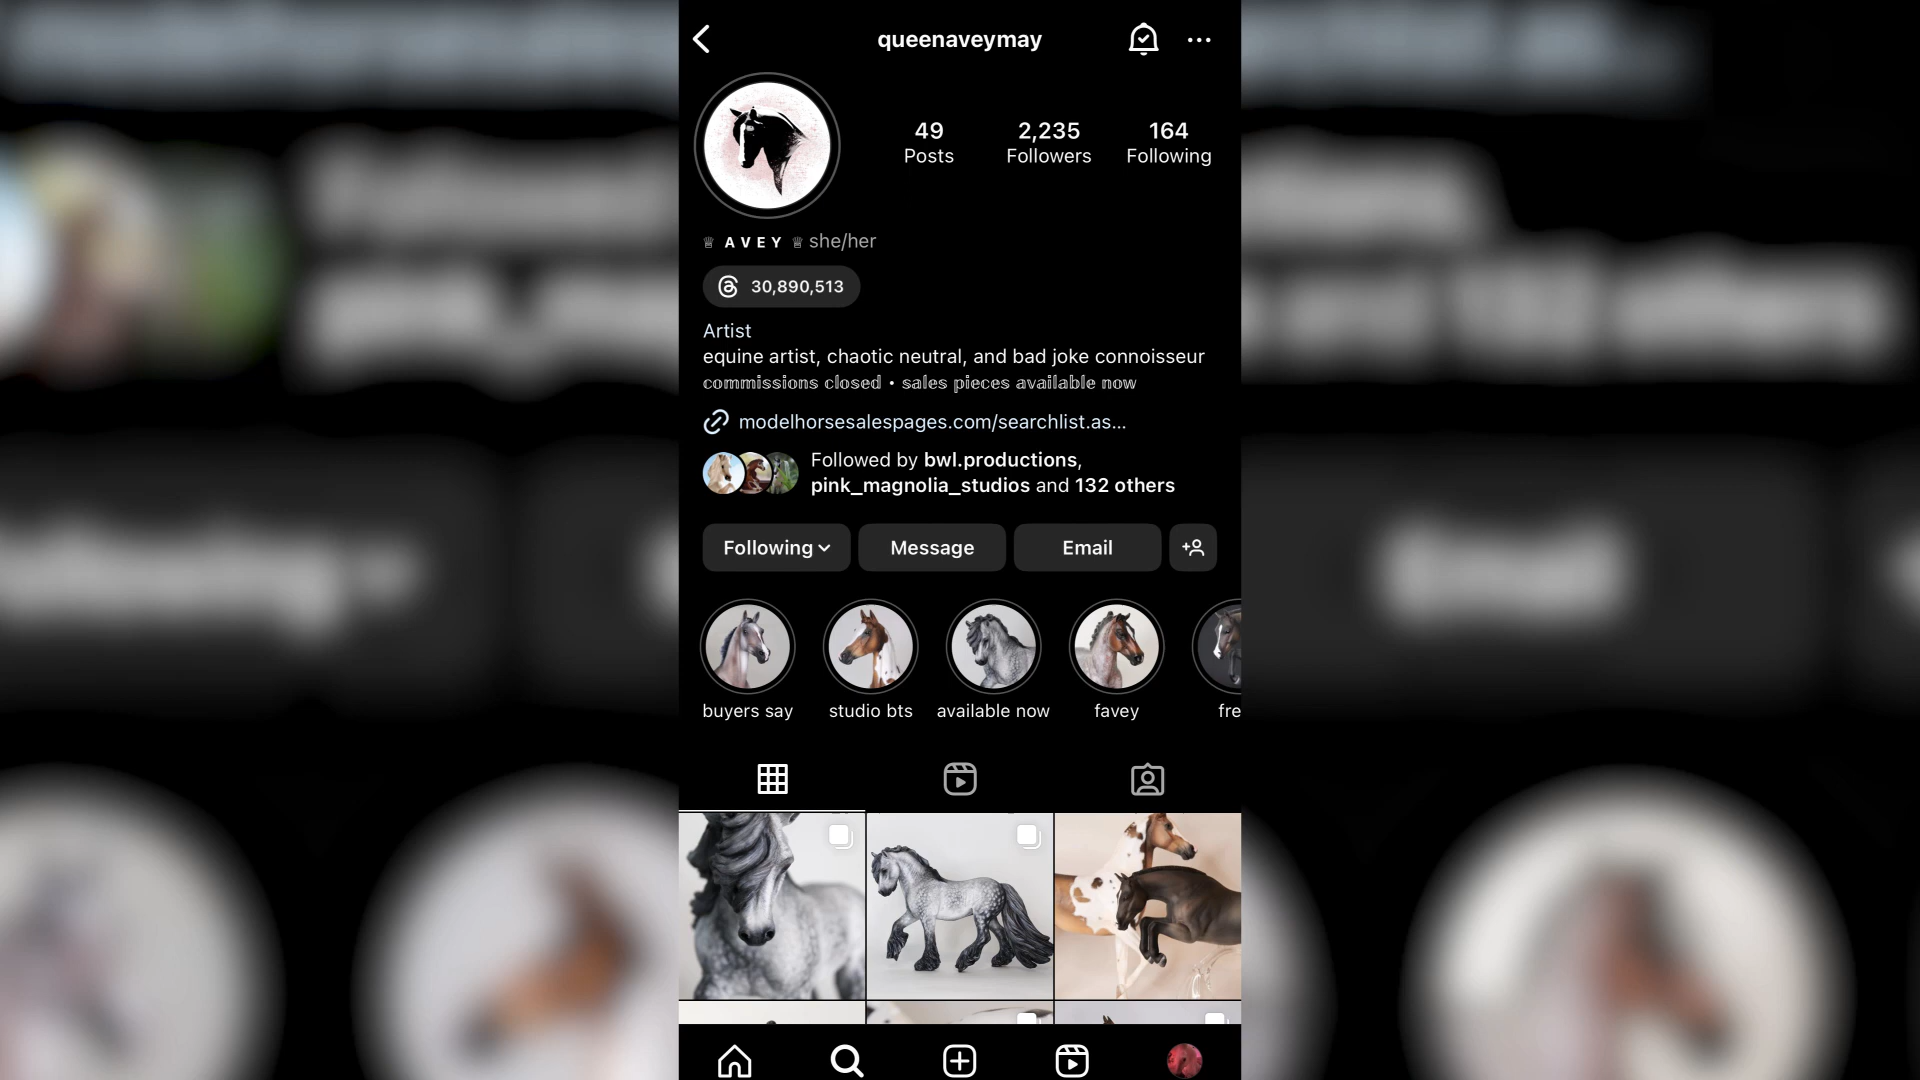 queenaveymay
49
Posts
2,235
Followers
164
Following
♕ A V E Y ♕ she/her
30,890,513
Artist
equine artist, chaotic neutral, and bad joke connoisseur
𝕔𝕠𝕞𝕞𝕚𝕤𝕤𝕚𝕠𝕟𝕤 𝕔𝕝𝕠𝕤𝕖𝕕 • 𝕤𝕒𝕝𝕖𝕤 𝕡𝕚𝕖𝕔𝕖𝕤 𝕒𝕧𝕒𝕚𝕝𝕒𝕓𝕝𝕖 𝕟𝕠𝕨
modelhorsesalespages.com/searchlist.as...
Followed by bwl.productions,
pink_magnolia_studios and 132 others
Following
Message
Email
buyers say
studio bts
available now
favey
fre